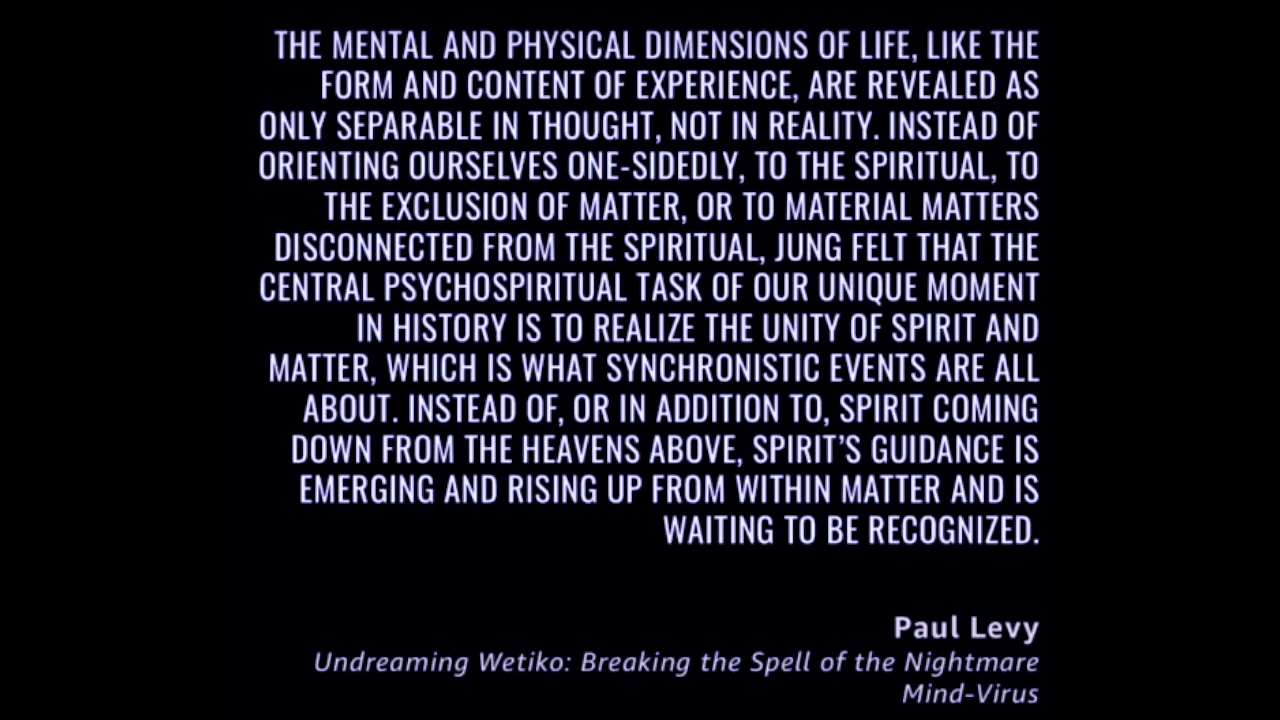 THE MENTAL AND PHYSICAL DIMENSIONS OF LIFE, LIKE THE
FORM AND CONTENT OF EXPERIENCE, ARE REVEALED AS
ONLY SEPARABLE IN THOUGHT, NOT IN REALITY. INSTEAD OF
ORIENTING OURSELVES ONE-SIDEDLY, TO THE SPIRITUAL, TO
THE EXCLUSION OF MATTER, OR TO MATERIAL MATTERS
DISCONNECTED FROM THE SPIRITUAL, JUNG FELT THAT THE
CENTRAL PSYCHOSPIRITUAL TASK OF OUR UNIQUE MOMENT
IN HISTORY IS TO REALIZE THE UNITY OF SPIRIT AND
MATTER, WHICH IS WHAT SYNCHRONISTIC EVENTS ARE ALL
ABOUT. INSTEAD OF, OR IN ADDITION TO, SPIRIT COMING
DOWN FROM THE HEAVENS ABOVE, SPIRIT’S GUIDANCE IS
EMERGING AND RISING UP FROM WITHIN MATTER AND IS
WAITING TO BE RECOGNIZED.
Paul Levy
Undreaming Wetiko: Breaking the Spell of the Nightmare
Mind-Virus